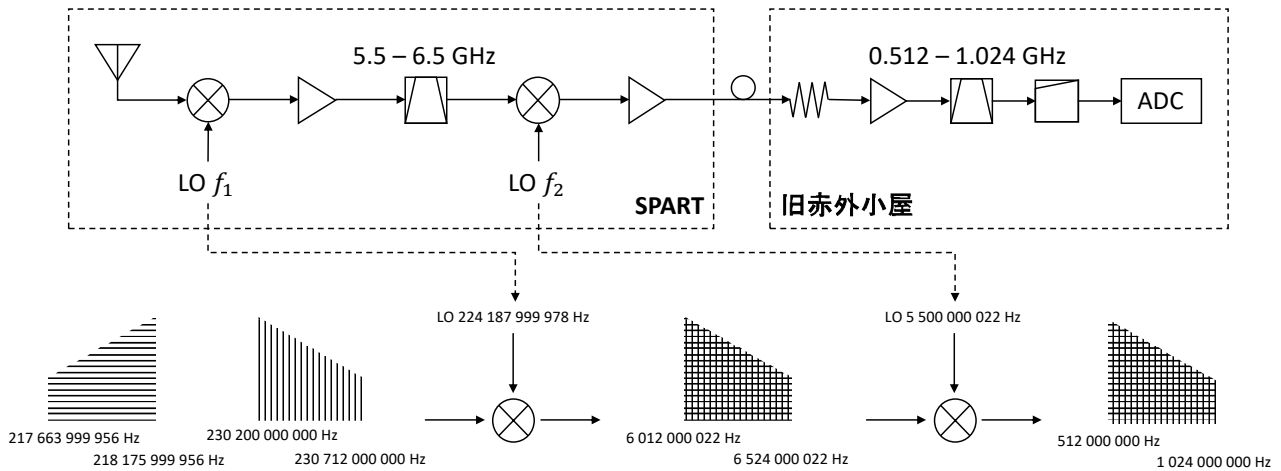 5.5 – 6.5 GHz
0.512 – 1.024 GHz
ADC
LO 𝑓₁
LO 𝑓₂
SPART
旧赤外小屋
LO 224 187 999 978 Hz
LO 5 500 000 022 Hz
217 663 999 956 Hz
218 175 999 956 Hz
230 200 000 000 Hz
230 712 000 000 Hz
6 012 000 022 Hz
6 524 000 022 Hz
512 000 000 Hz
1 024 000 000 Hz